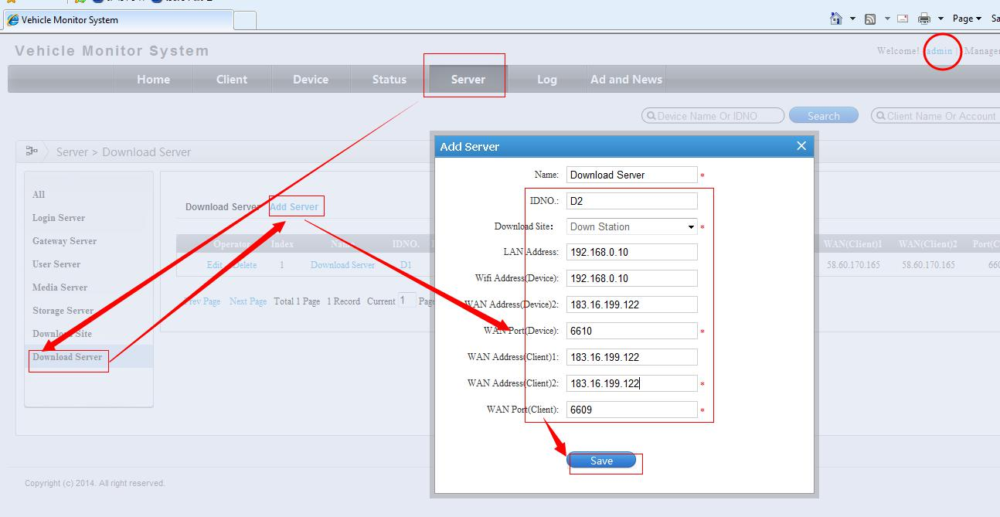 Vehicle Monitor System
Page
Vehicle Monitor System
Welcome! admin | Manager
Home Client Device Status Server Log Ad and News
Device Name Or IDNO Search Client Name Or Account
Server > Download Server
All
Login Server
Gateway Server
User Server
Media Server
Storage Server
Download Site
Download Server
Download Server Add Server
Operator Index Name IDNO. WAN(Client)1 WAN(Client)2 Port(C
Edit Delete 1 Download Server D1 58.60.170.165 58.60.170.165 660
Prev Page Next Page Total 1 Page 1 Record Current 1 Page
Add Server
Name: Download Server *
IDNO.: D2
Download Site: Down Station *
LAN Address: 192.168.0.10
Wifi Address(Device): 192.168.0.10
WAN Address(Device)2: 183.16.199.122
WAN Port(Device): 6610 *
WAN Address(Client)1: 183.16.199.122
WAN Address(Client)2: 183.16.199.122 *
WAN Port(Client): 6609 *
Save
Copyright (c) 2014. All right reserved.